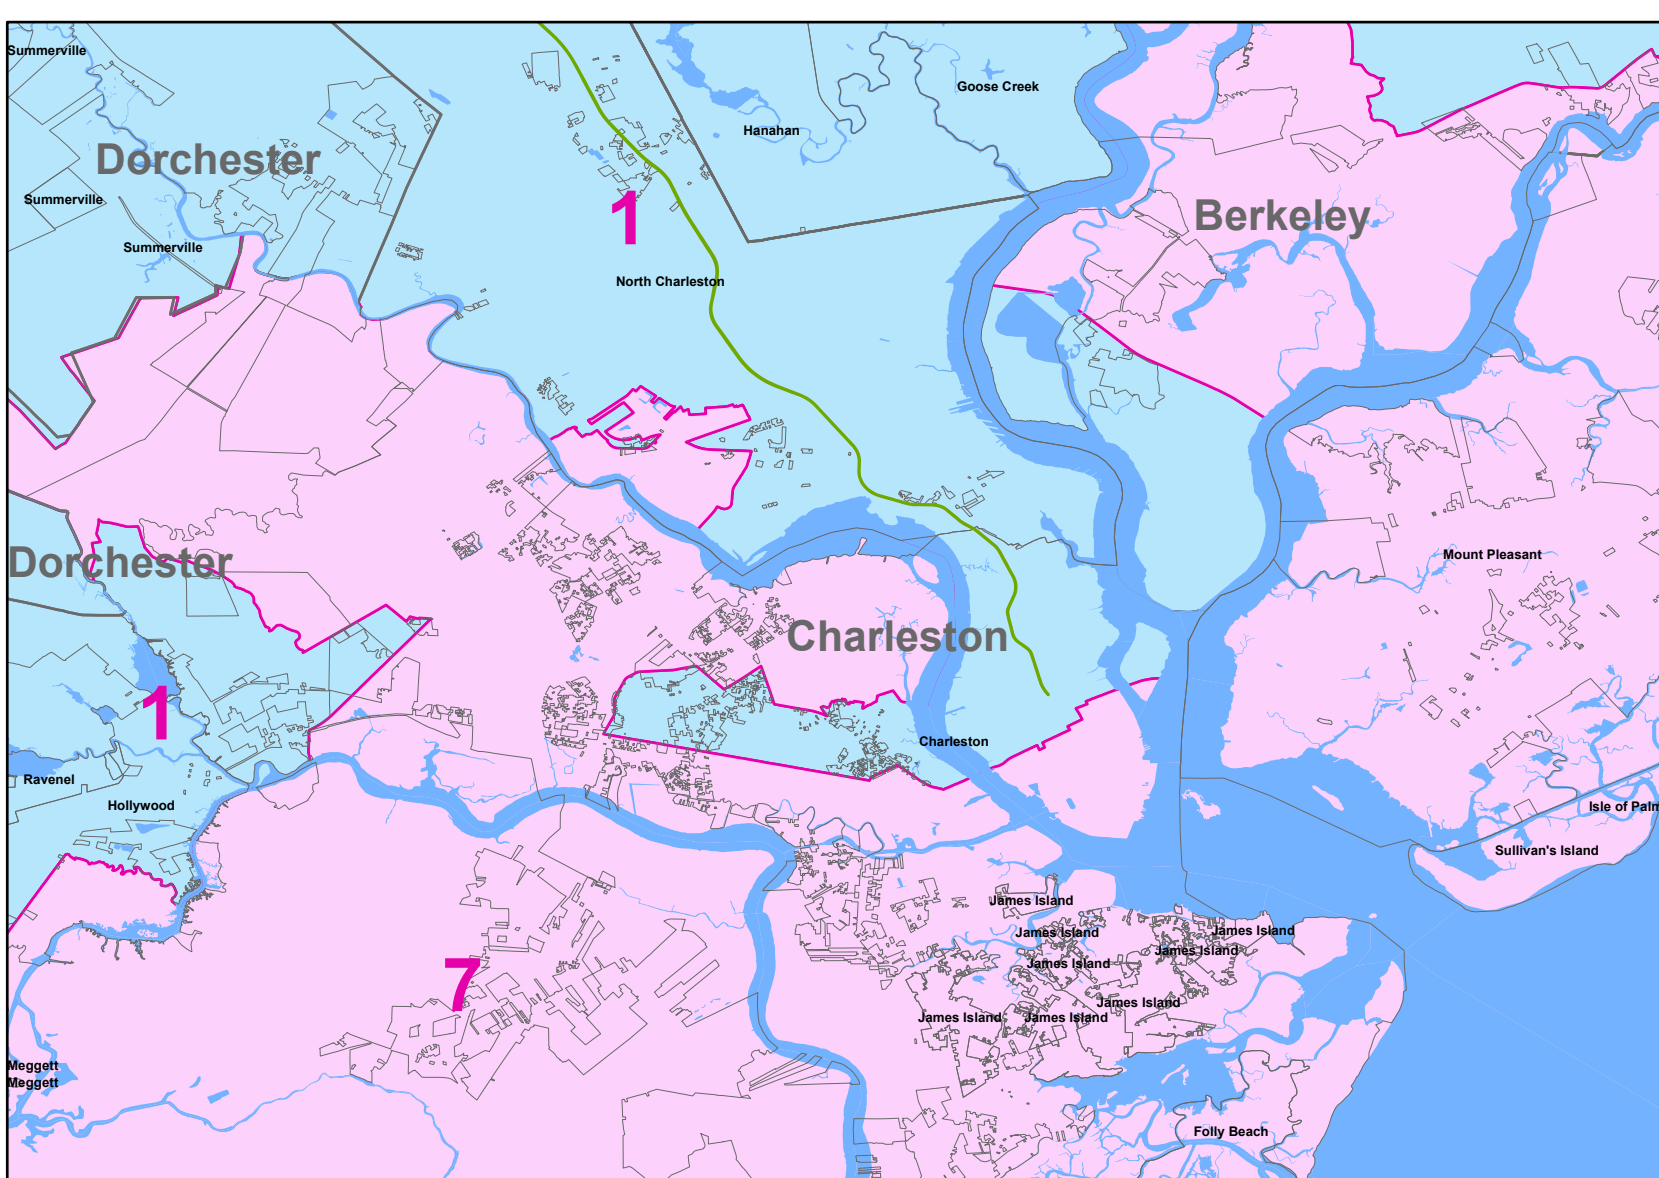 Summerville
Goose Creek
Hanahan
Dorchester
Summerville
1
Berkeley
Summerville
North Charleston
Dorchester
Mount Pleasant
Charleston
1
Charleston
Ravenel
Hollywood
Isle of Palm
Sullivan's Island
James Island
James Island
James Island
James Island
James Island
7
James Island
James Island
James Island
Meggett
Meggett
Folly Beach